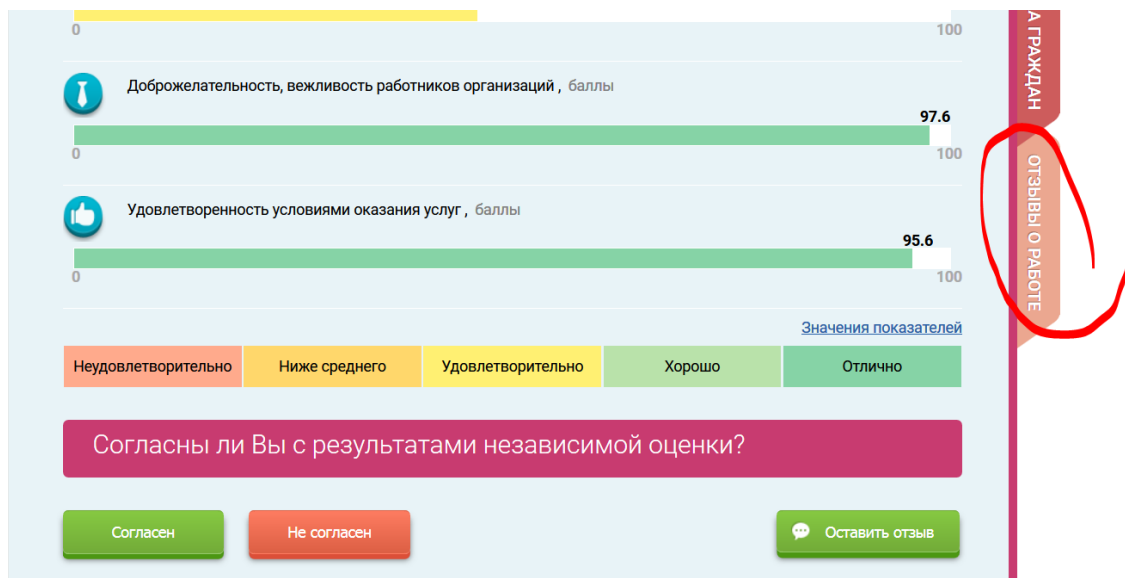 0 100
Доброжелательность, вежливость работников организаций , баллы
97.6
0 100
Удовлетворенность условиями оказания услуг , баллы
95.6
0 100
Значения показателей
Неудовлетворительно Ниже среднего Удовлетворительно Хорошо Отлично
Согласны ли Вы с результатами независимой оценки?
Согласен Не согласен Оставить отзыв
А ГРАЖДАН
ОТЗЫВЫ О РАБОТЕ